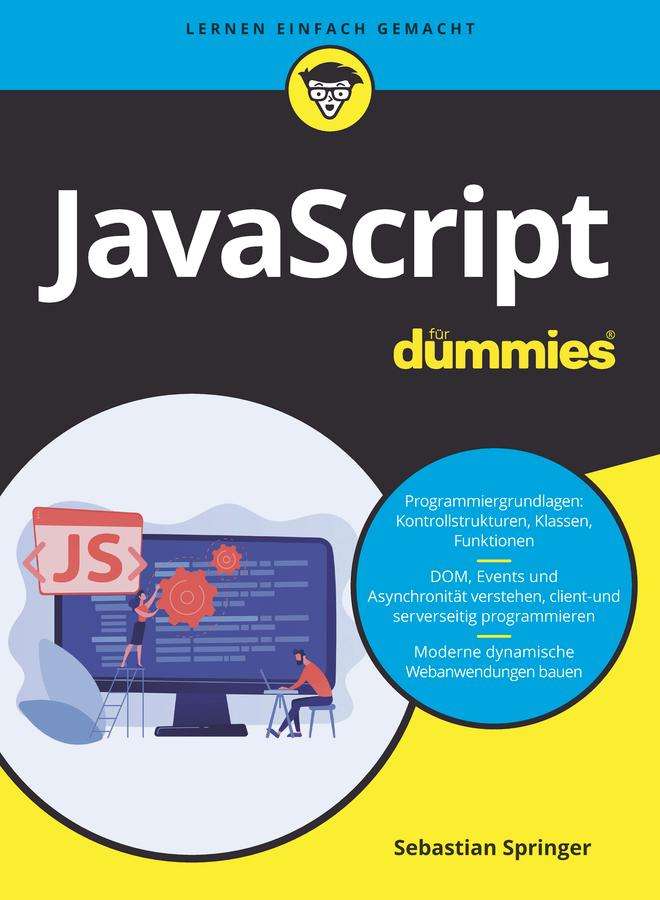 LERNEN EINFACH GEMACHT
JavaScript
für
dummies®
JS
Programmiergrundlagen:
Kontrollstrukturen, Klassen,
Funktionen
DOM, Events und
Asynchronität verstehen, client-und
serverseitig programmieren
Moderne dynamische
Webanwendungen bauen
Sebastian Springer